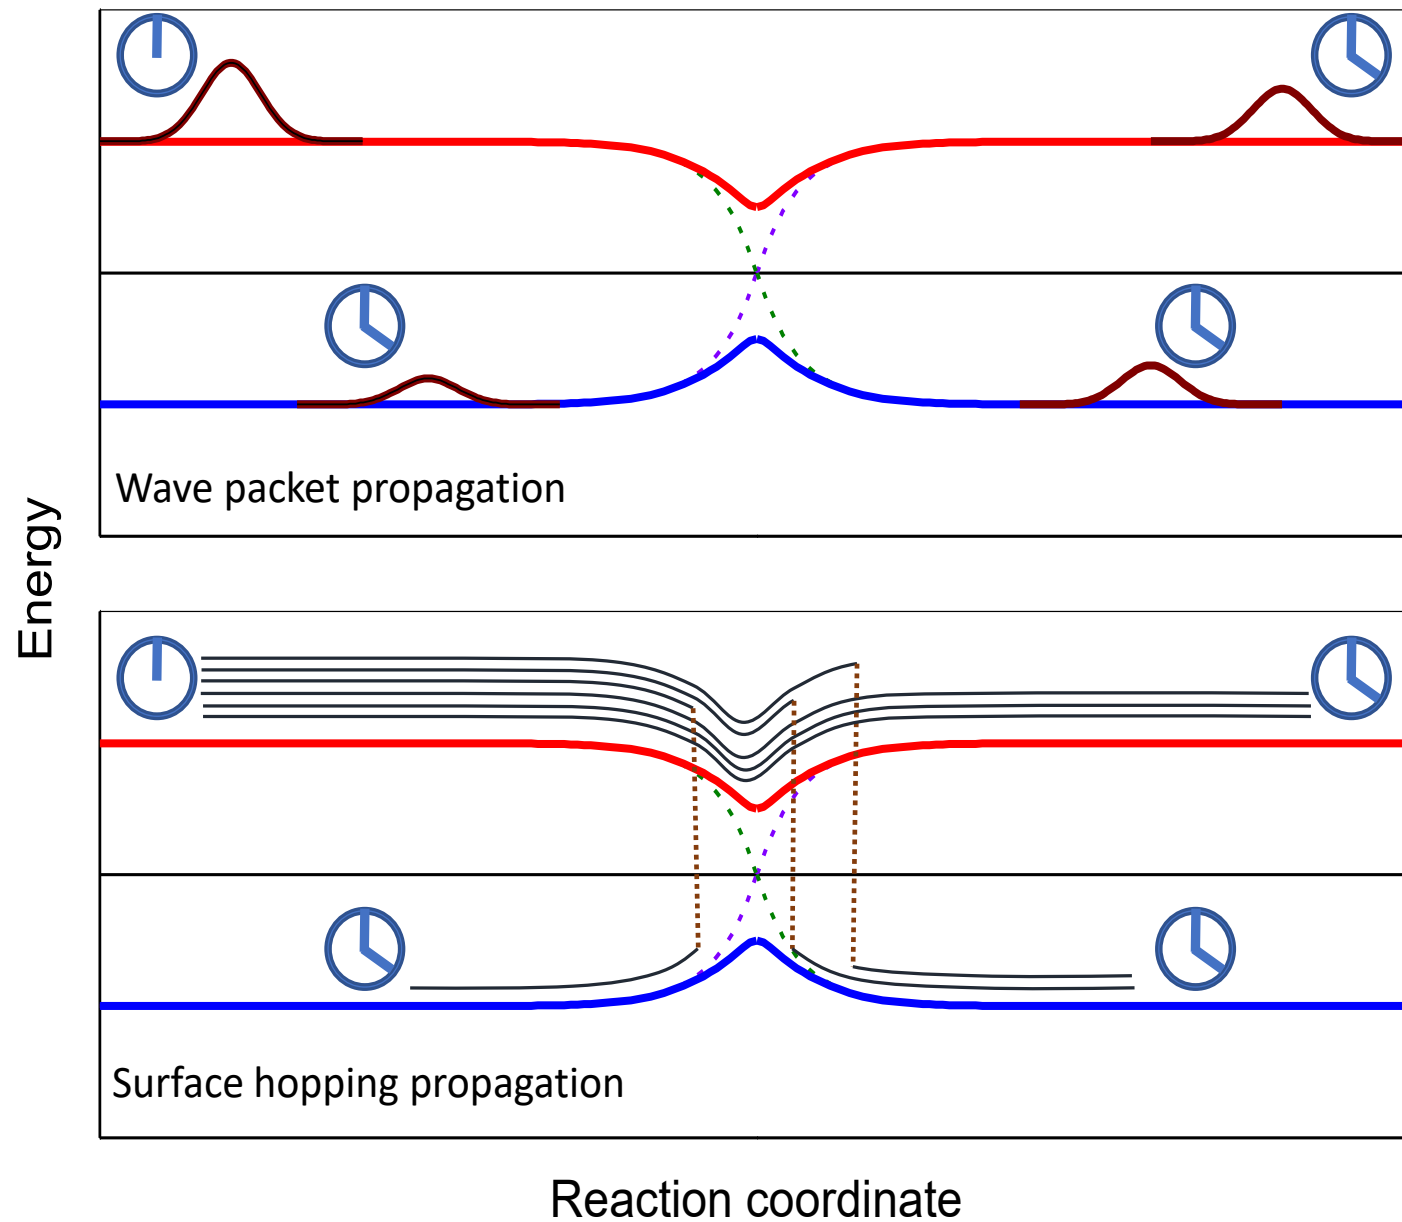 Wave packet propagation
Energy
Surface hopping propagation
Reaction coordinate